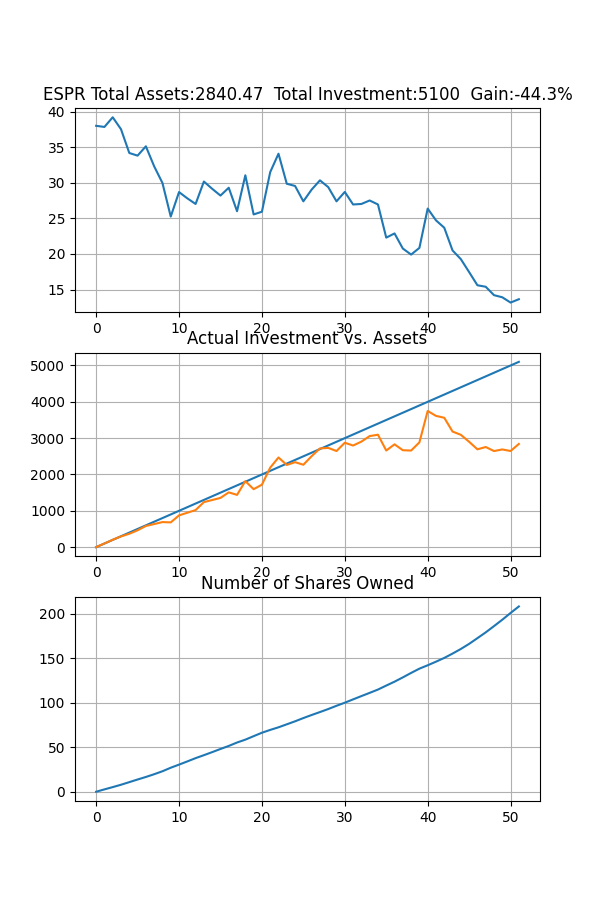 ESPR Total Assets:2840.47  Total Investment:5100  Gain:-44.3%
40
35
30
25
20
15
0 10 20 30 40 50
Actual Investment vs. Assets
5000
4000
3000
2000
1000
0
0 10 20 30 40 50
Number of Shares Owned
200
150
100
50
0
0 10 20 30 40 50